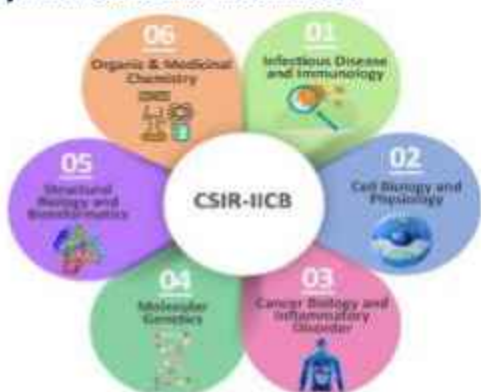 06
Organic & Medicinal
Chemistry
01
Infectious Disease
and Immunology
05
Structural
Biology and
Bioinformatics
CSIR-IICB
02
Cell Biology and
Physiology
04
Molecular
Genetics
03
Cancer Biology and
Inflammatory
Disorder